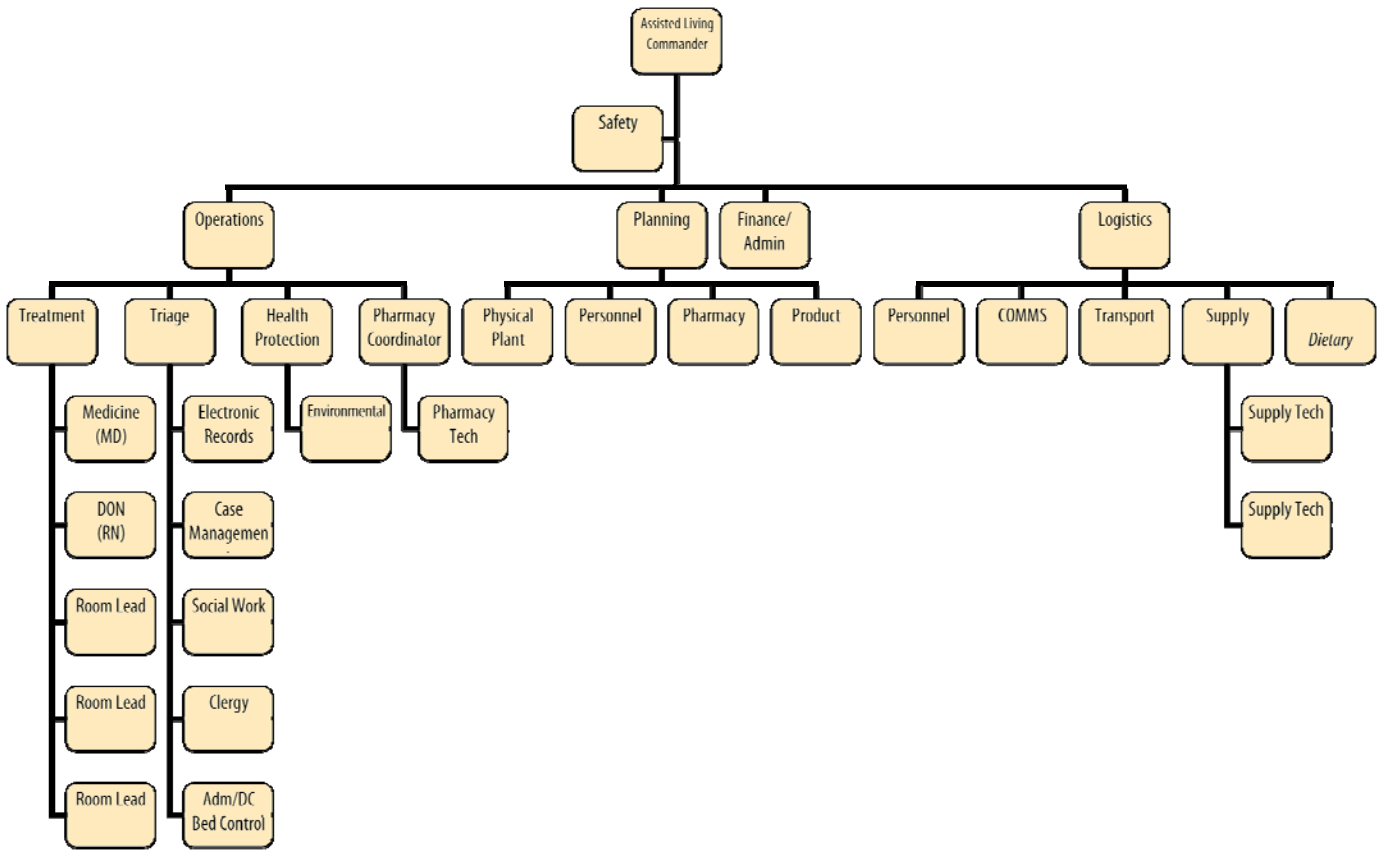 Assisted Living
Commander
Safety
Operations
Planning
Finance/
Admin
Logistics
Treatment
Triage
Health
Protection
Pharmacy
Coordinator
Physical
Plant
Personnel
Pharmacy
Product
Personnel
COMMS
Transport
Supply
Dietary
Medicine
(MD)
Electronic
Records
Environmental
Pharmacy
Tech
Supply Tech
DON
(RN)
Case
Managemen
Supply Tech
Room Lead
Social Work
Room Lead
Clergy
Room Lead
Adm/DC
Bed Control